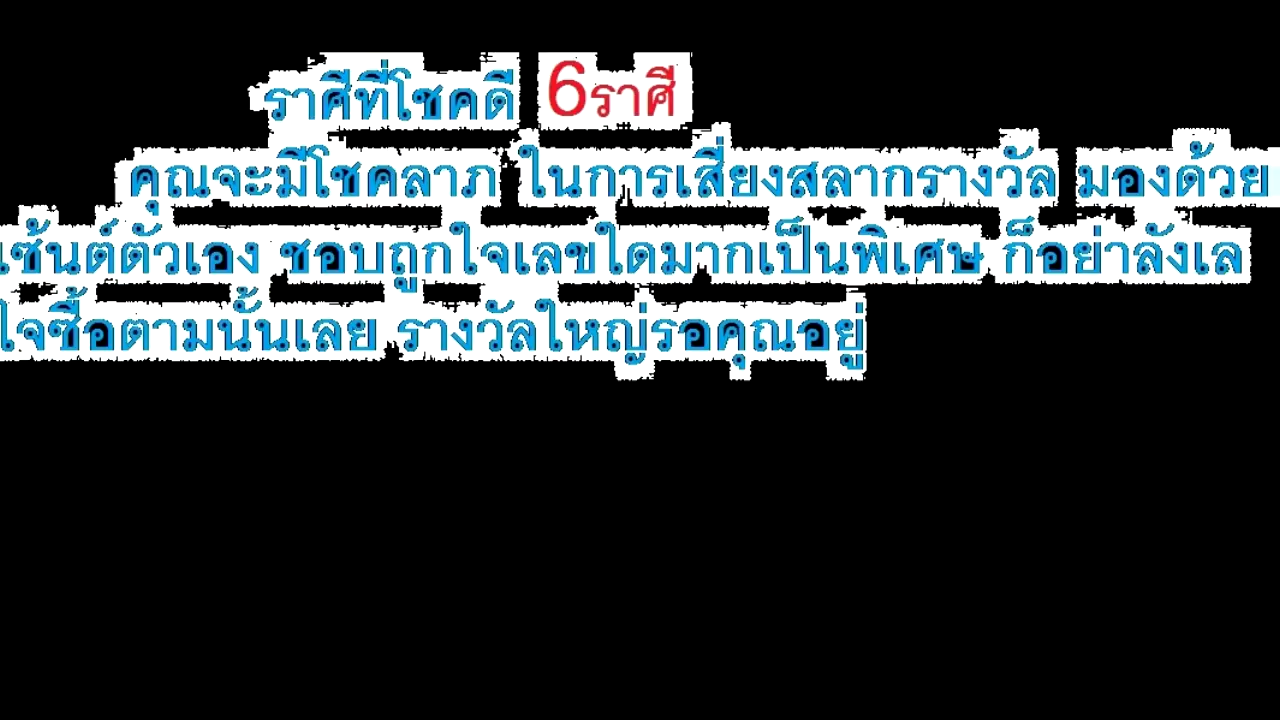 ราศีที่โชคดี 6ราศี
คุณจะมีโชคลาภ ในการเสี่ยงสลากรางวัล มองด้วย
เซ้นต์ตัวเอง ชอบถูกใจเลขใดมากเป็นพิเศษ ก็อย่าลังเล
ใจซื้อตามนั้นเลย รางวัลใหญ่รอคุณอยู่